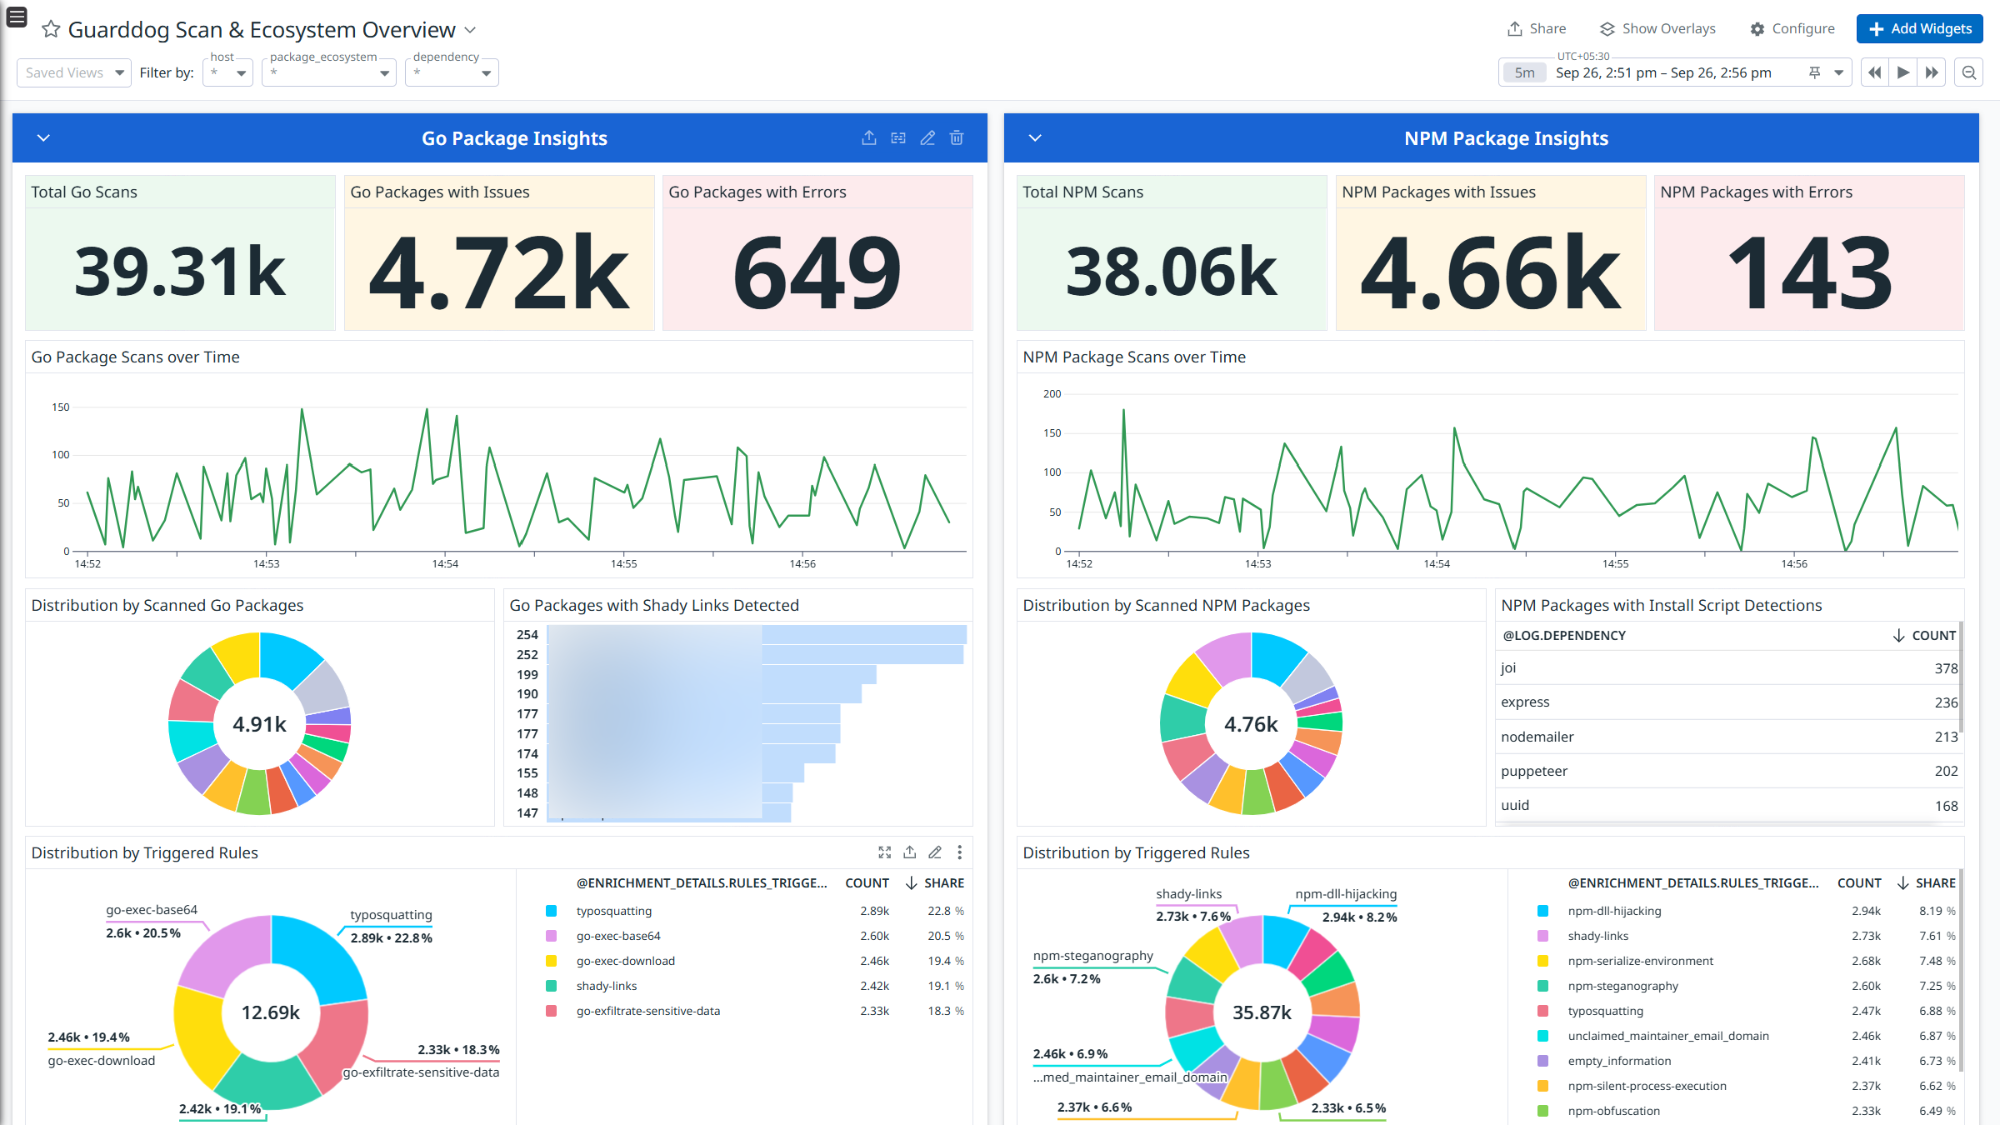 Guarddog Scan & Ecosystem Overview
Share
Show Overlays
Configure
Add Widgets
Saved Views
Filter by:
host
*
package_ecosystem
*
dependency
*
UTC+05:30
5m
Sep 26, 2:51 pm – Sep 26, 2:56 pm
Go Package Insights
Total Go Scans
39.31k
Go Packages with Issues
4.72k
Go Packages with Errors
649
Go Package Scans over Time
150
100
50
0
14:52
14:53
14:54
14:55
14:56
Distribution by Scanned Go Packages
4.91k
Go Packages with Shady Links Detected
254
252
199
190
177
177
174
155
148
147
Distribution by Triggered Rules
go-exec-base64
2.6k • 20.5%
typosquatting
2.89k • 22.8%
12.69k
2.46k • 19.4%
go-exec-download
2.33k • 18.3%
go-exfiltrate-sensitive-data
2.42k • 19.1%
@ENRICHMENT_DETAILS.RULES_TRIGGE... COUNT SHARE
typosquatting 2.89k 22.8 %
go-exec-base64 2.60k 20.5 %
go-exec-download 2.46k 19.4 %
shady-links 2.42k 19.1 %
go-exfiltrate-sensitive-data 2.33k 18.3 %
NPM Package Insights
Total NPM Scans
38.06k
NPM Packages with Issues
4.66k
NPM Packages with Errors
143
NPM Package Scans over Time
200
150
100
50
0
14:52
14:53
14:54
14:55
14:56
Distribution by Scanned NPM Packages
4.76k
NPM Packages with Install Script Detections
@LOG.DEPENDENCY COUNT
joi 378
express 236
nodemailer 213
puppeteer 202
uuid 168
Distribution by Triggered Rules
shady-links
2.73k • 7.6%
npm-dll-hijacking
2.94k • 8.2%
npm-steganography
2.6k • 7.2%
35.87k
2.46k • 6.9%
...med_maintainer_email_domain
2.37k • 6.6%
2.33k • 6.5%
@ENRICHMENT_DETAILS.RULES_TRIGGE... COUNT SHARE
npm-dll-hijacking 2.94k 8.19 %
shady-links 2.73k 7.61 %
npm-serialize-environment 2.68k 7.48 %
npm-steganography 2.60k 7.25 %
typosquatting 2.47k 6.88 %
unclaimed_maintainer_email_domain 2.46k 6.87 %
empty_information 2.41k 6.73 %
npm-silent-process-execution 2.37k 6.62 %
npm-obfuscation 2.33k 6.49 %